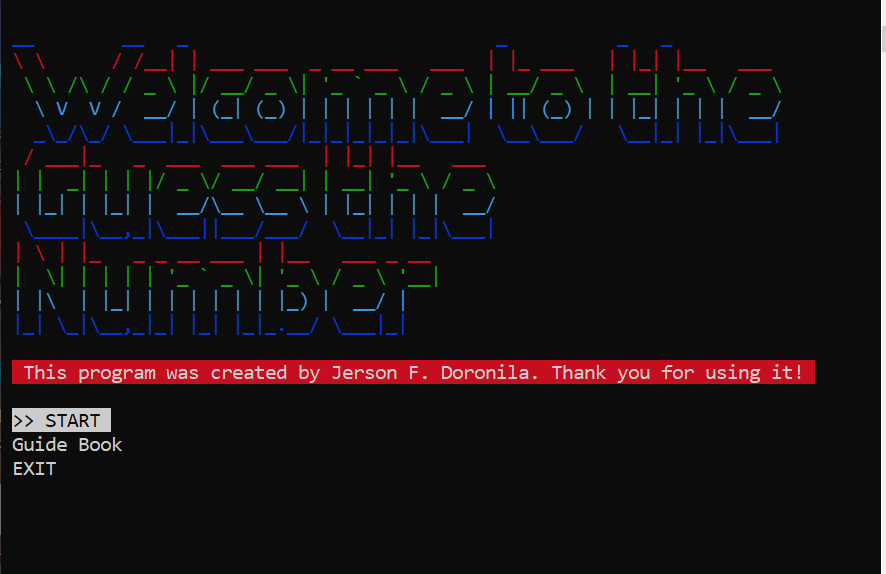 Welcome to the
Guess the
Number
This program was created by Jerson F. Doronila. Thank you for using it!
>> START
Guide Book
EXIT